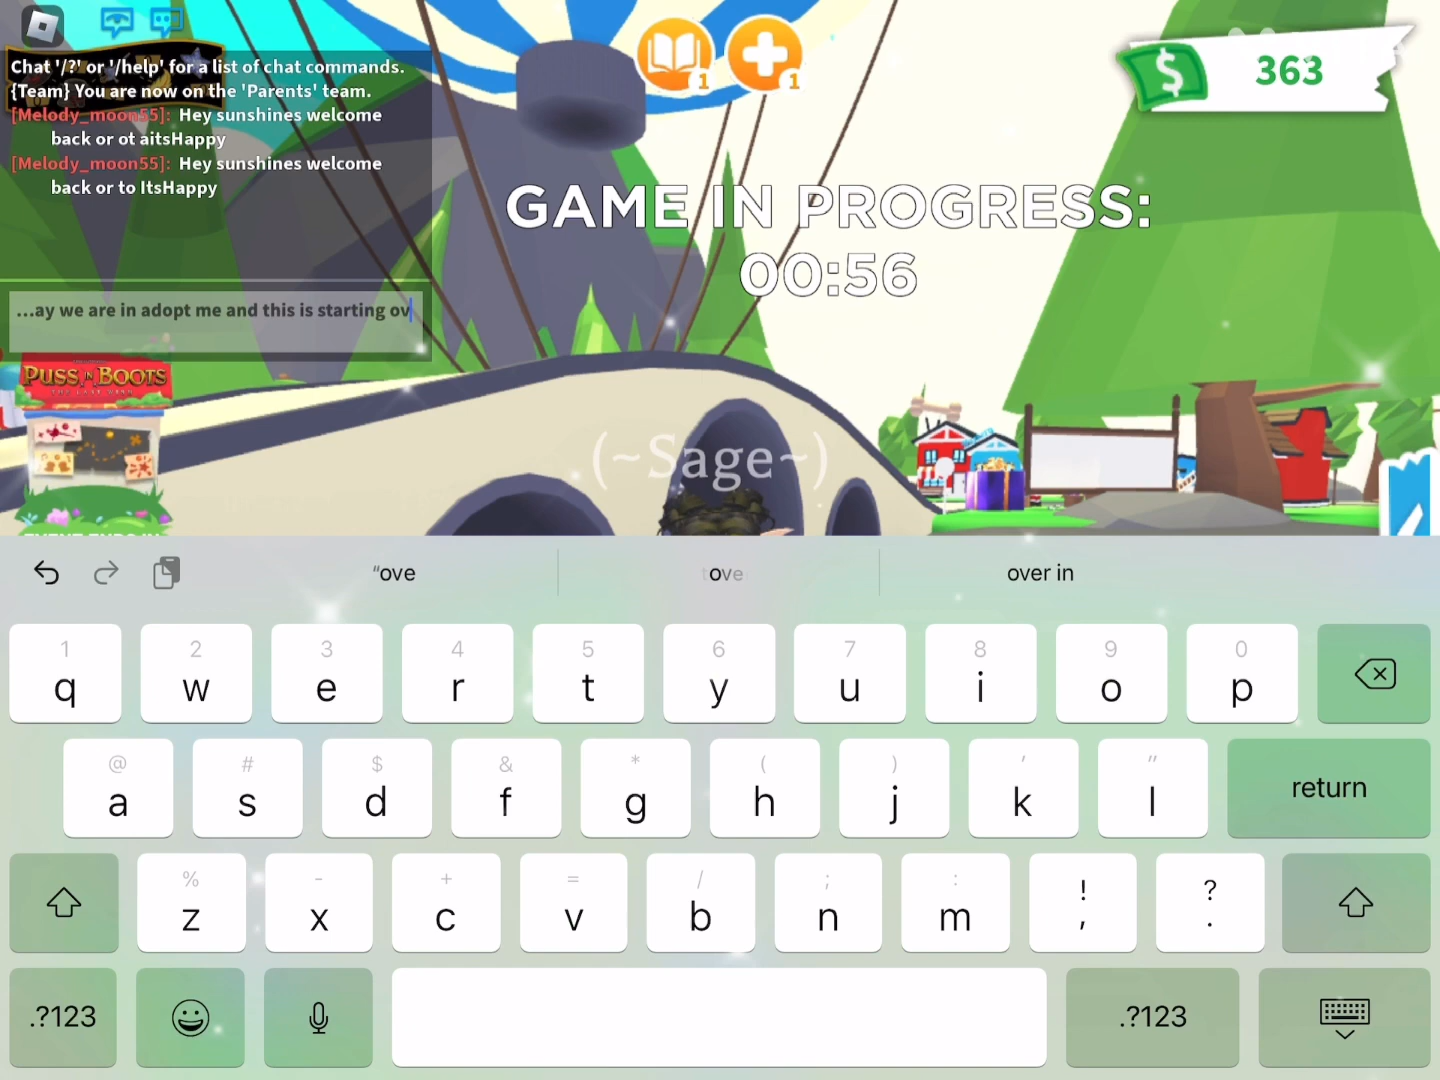 Chat '/?' or '/help' for a list of chat commands.
{Team} You are now on the 'Parents' team.
[Melody_moon55]: Hey sunshines welcome
back or ot aitsHappy
[Melody_moon55]: Hey sunshines welcome
back or to ItsHappy
...ay we are in adopt me and this is starting ov
1
1
$ 363
GAME IN PROGRESS:
00:56
PUSS IN BOOTS
(~Sage~)
"ove ove over in
1 2 3 4 5 6 7 8 9 0
q w e r t y u i o p
@ # $ & * ( ) ' "
a s d f g h j k l return
% - + = / ; : ! ?
z x c v b n m , .
.?123 .?123